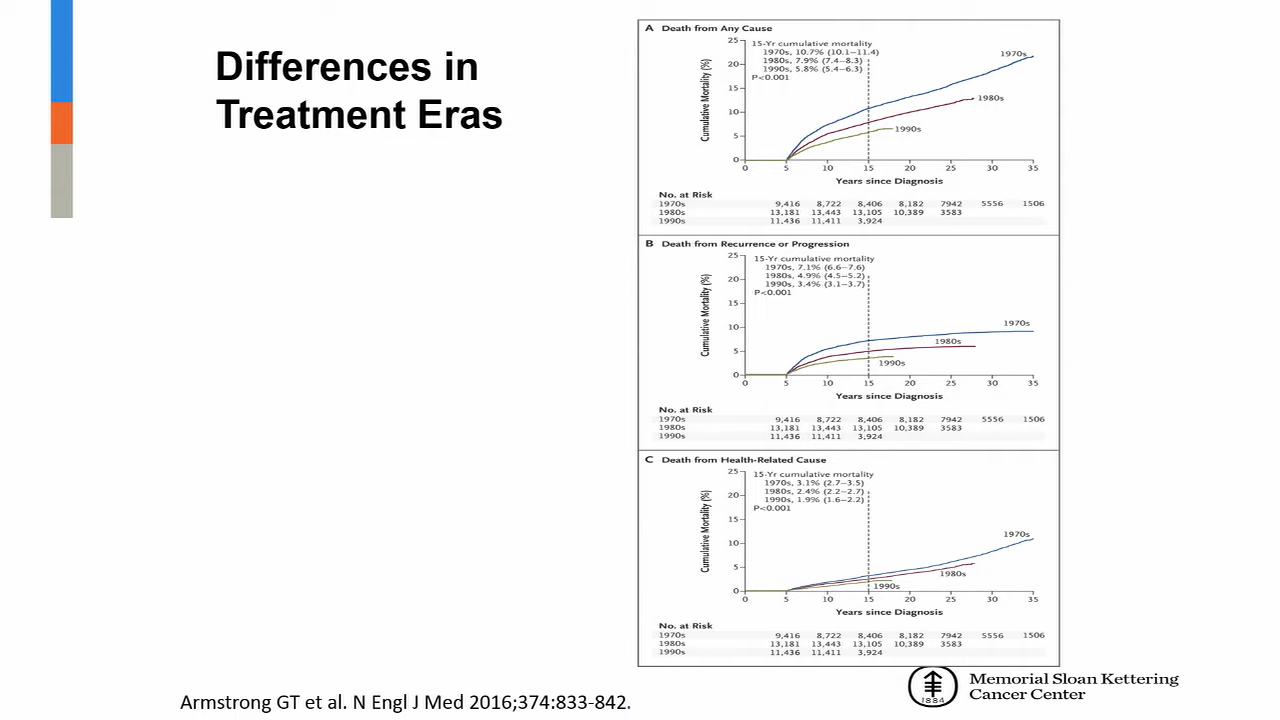 Differences in
Treatment Eras
A Death from Any Cause
Cumulative Mortality (%)
25
20
15
10
5
0
15-Yr cumulative mortality
1970s, 10.7% (10.1–11.4)
1980s, 7.9% (7.4–8.3)
1990s, 5.8% (5.4–6.3)
P<0.001
1970s
1980s
1990s
0 5 10 15 20 25 30 35
Years since Diagnosis
No. at Risk
1970s 9,416 8,722 8,406 8,182 7942 5556 1506
1980s 13,181 13,443 13,105 10,389 3583
1990s 11,436 11,411 3,924
B Death from Recurrence or Progression
Cumulative Mortality (%)
25
20
15
10
5
0
15-Yr cumulative mortality
1970s, 7.1% (6.6–7.6)
1980s, 4.9% (4.5–5.2)
1990s, 3.4% (3.1–3.7)
P<0.001
1970s
1980s
1990s
0 5 10 15 20 25 30 35
Years since Diagnosis
No. at Risk
1970s 9,416 8,722 8,406 8,182 7942 5556 1506
1980s 13,181 13,443 13,105 10,389 3583
1990s 11,436 11,411 3,924
C Death from Health-Related Cause
Cumulative Mortality (%)
25
20
15
10
5
0
15-Yr cumulative mortality
1970s, 3.1% (2.7–3.5)
1980s, 2.4% (2.2–2.7)
1990s, 1.9% (1.6–2.2)
P<0.001
1970s
1980s
1990s
0 5 10 15 20 25 30 35
Years since Diagnosis
No. at Risk
1970s 9,416 8,722 8,406 8,182 7942 5556 1506
1980s 13,181 13,443 13,105 10,389 3583
1990s 11,436 11,411 3,924
Armstrong GT et al. N Engl J Med 2016;374:833-842.
1884
Memorial Sloan Kettering
Cancer Center